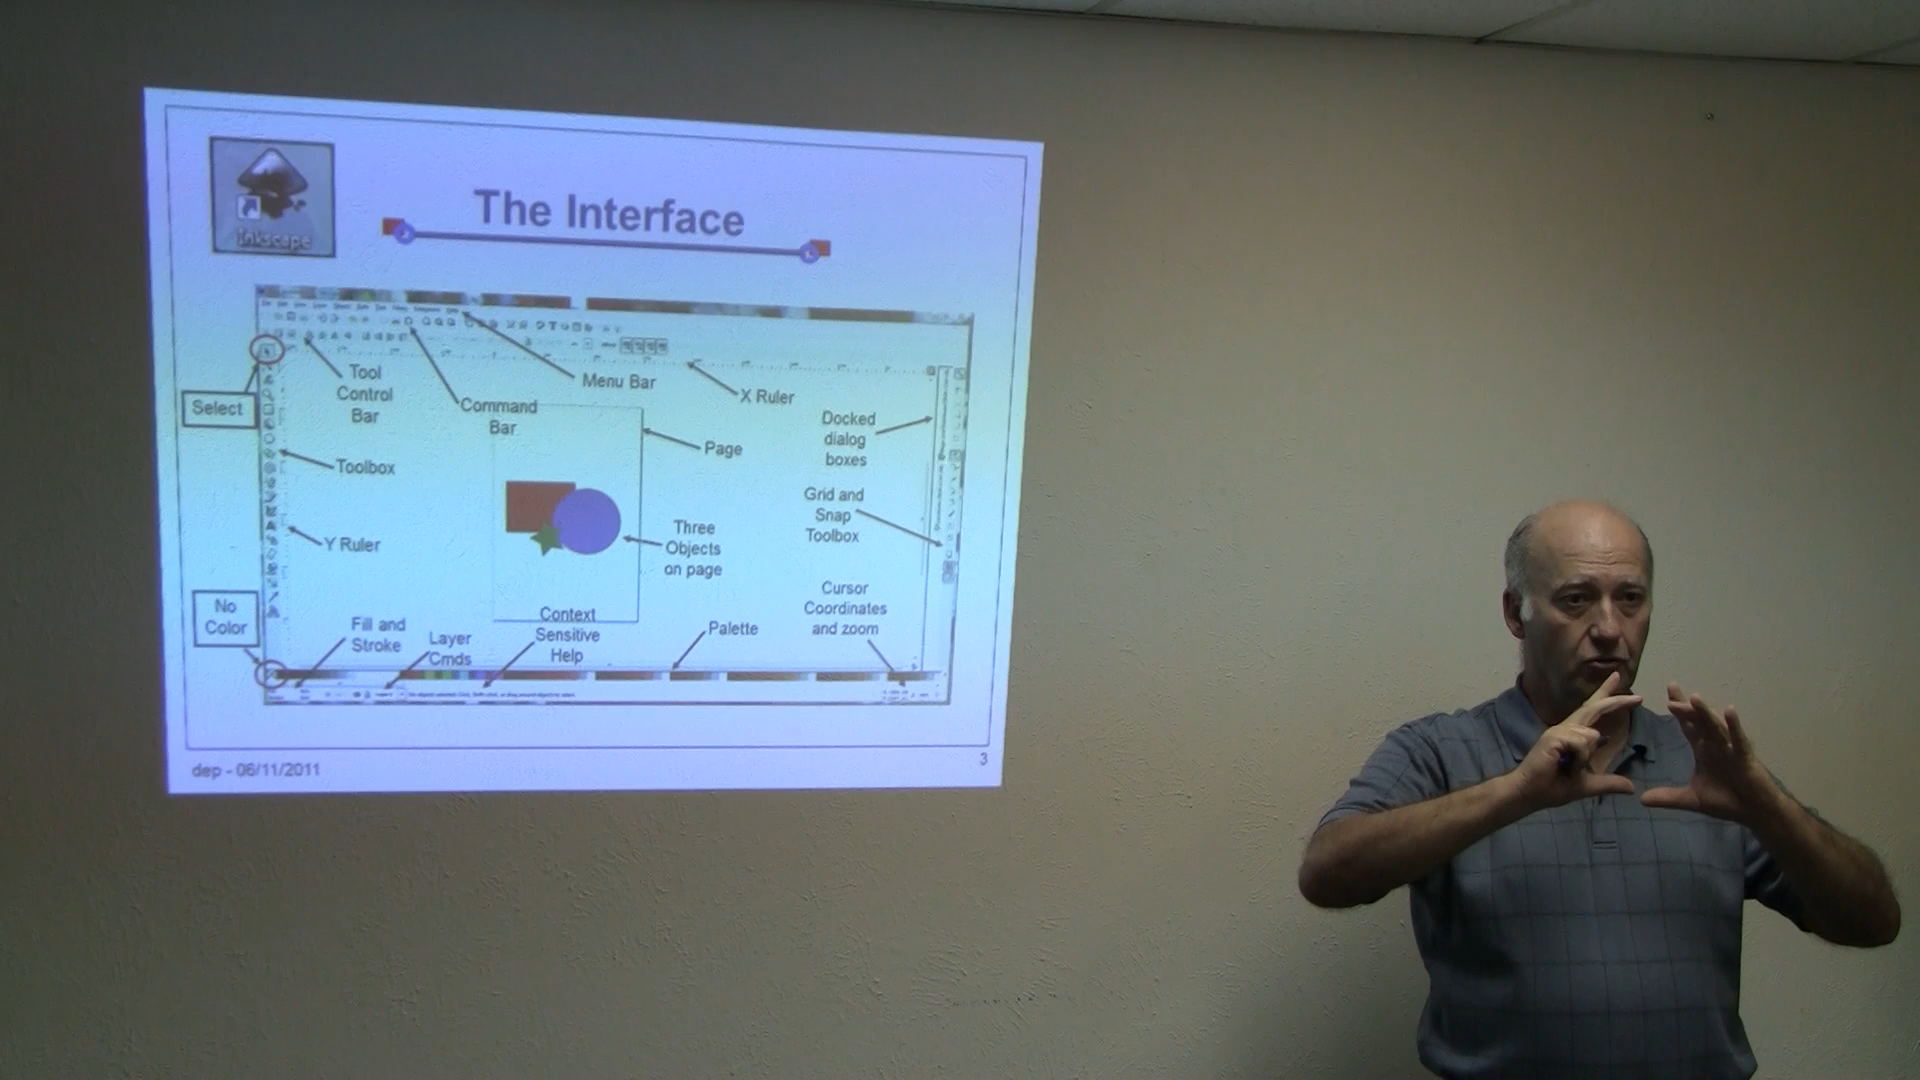 Inkscape
The Interface
Tool
Control
Bar
Menu Bar
X Ruler
Select
Command
Bar
Docked
dialog
boxes
Page
Toolbox
Grid and
Snap
Toolbox
Y Ruler
Three
Objects
on page
No
Color
Fill and
Stroke
Layer
Cmds
Context
Sensitive
Help
Palette
Cursor
Coordinates
and zoom
dep - 06/11/2011
3